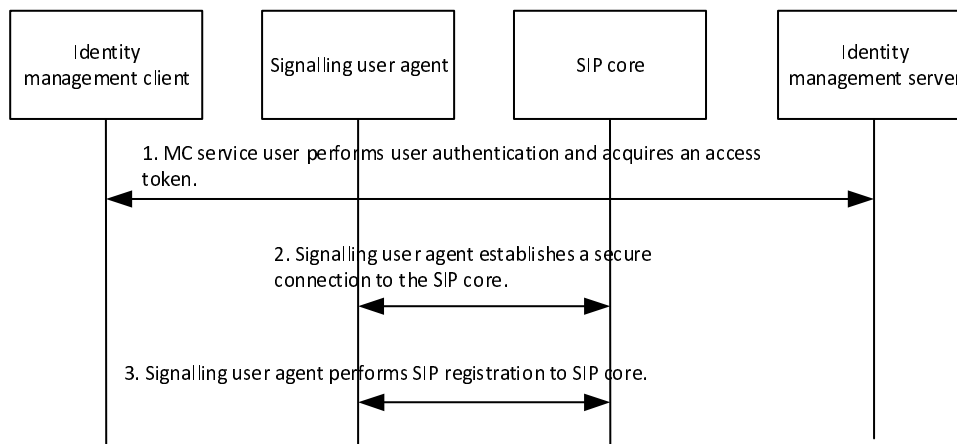 Identity
management client
Signalling user agent
SIP core
Identity
management server
1. MC service user performs user authentication and acquires an access
token.
2. Signalling user agent establishes a secure
connection to the SIP core.
3. Signalling user agent performs SIP registration to SIP core.